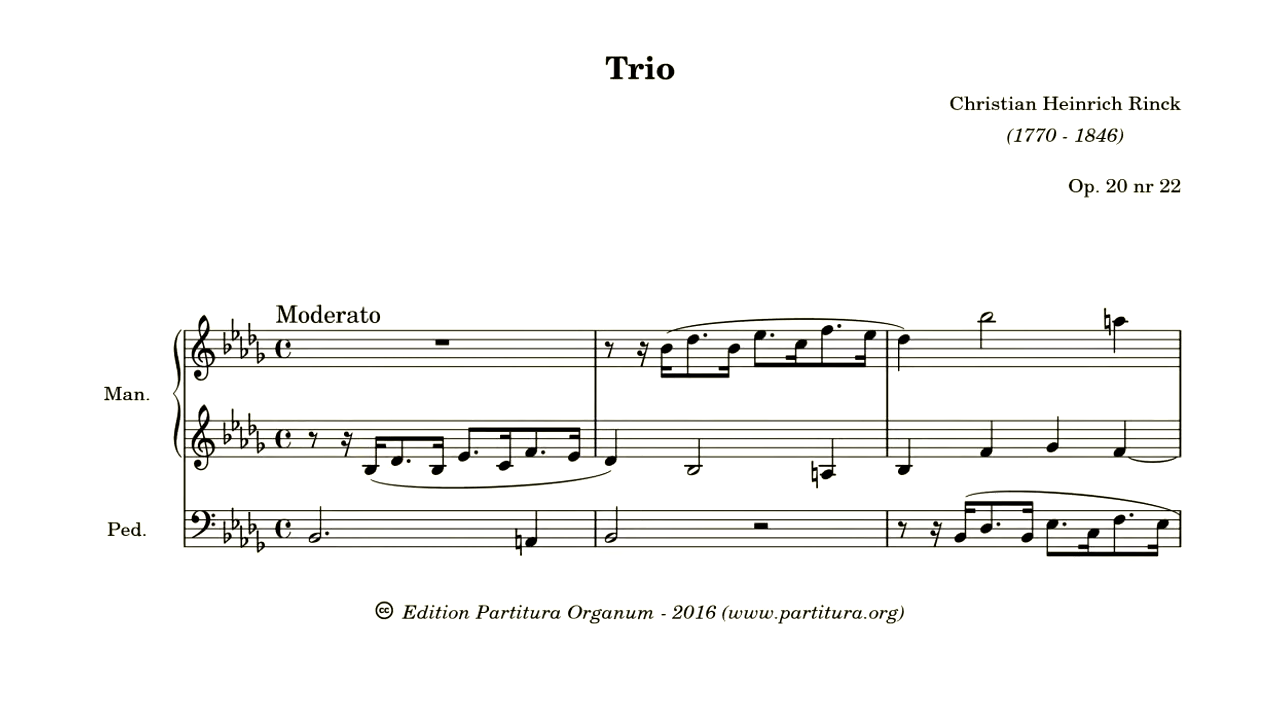 Trio
Christian Heinrich Rinck
(1770 - 1846)
Op. 20 nr 22
Moderato
Man.
Ped.
Edition Partitura Organum - 2016 (www.partitura.org)